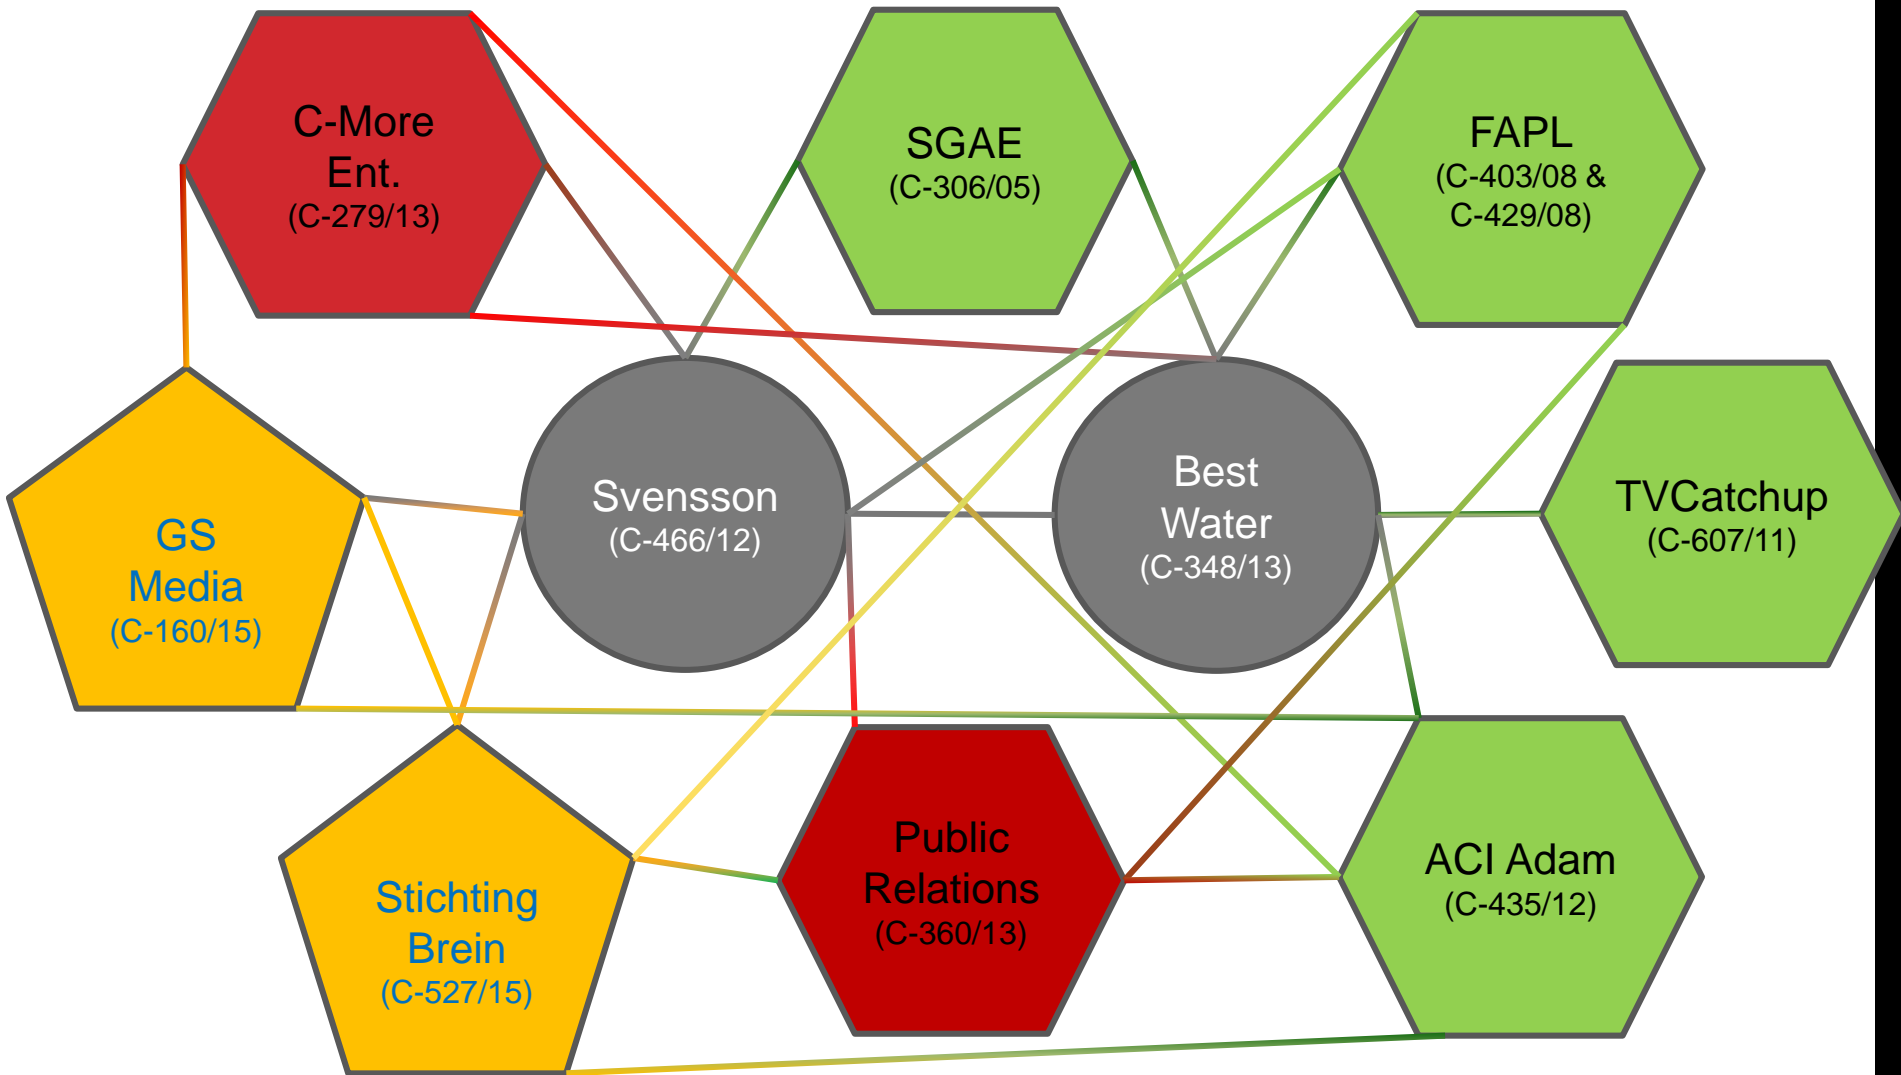 C-More
Ent.
(C-279/13)
SGAE
(C-306/05)
FAPL
(C-403/08 &
C-429/08)
GS
Media
(C-160/15)
Svensson
(C-466/12)
Best
Water
(C-348/13)
TVCatchup
(C-607/11)
Stichting
Brein
(C-527/15)
Public
Relations
(C-360/13)
ACI Adam
(C-435/12)